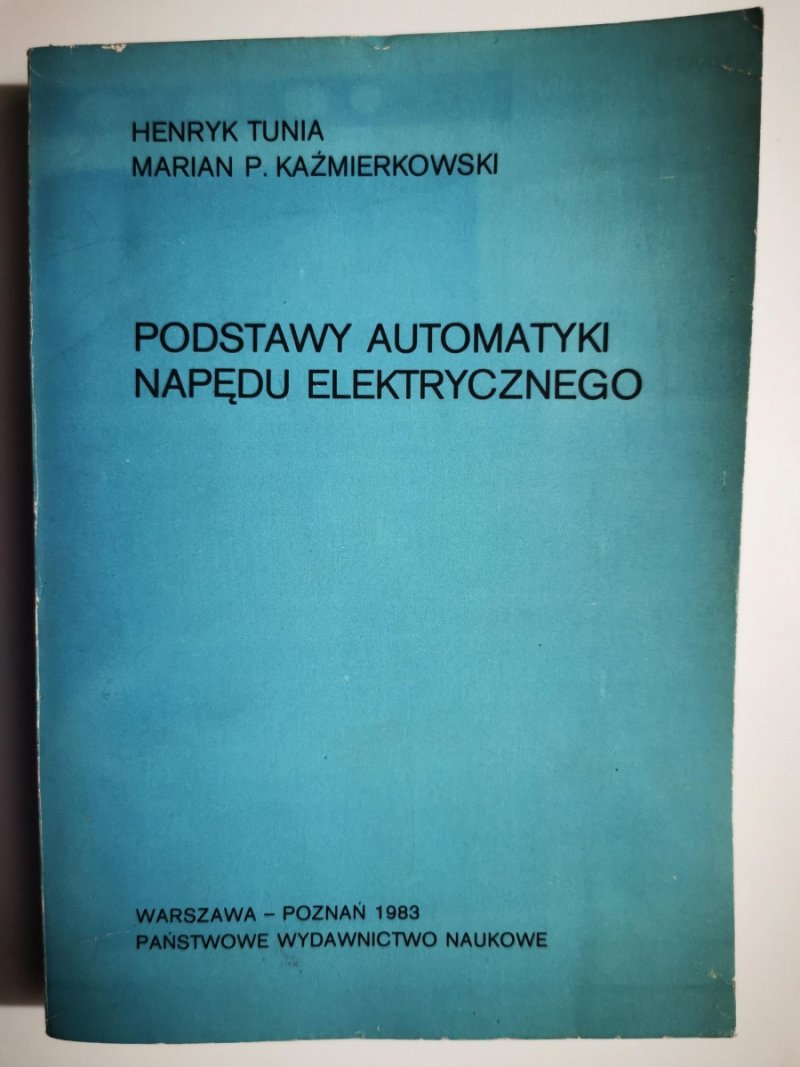 HENRYK TUNIA
MARIAN P. KAŹMIERKOWSKI
PODSTAWY AUTOMATYKI
NAPĘDU ELEKTRYCZNEGO
WARSZAWA – POZNAŃ 1983
PAŃSTWOWE WYDAWNICTWO NAUKOWE